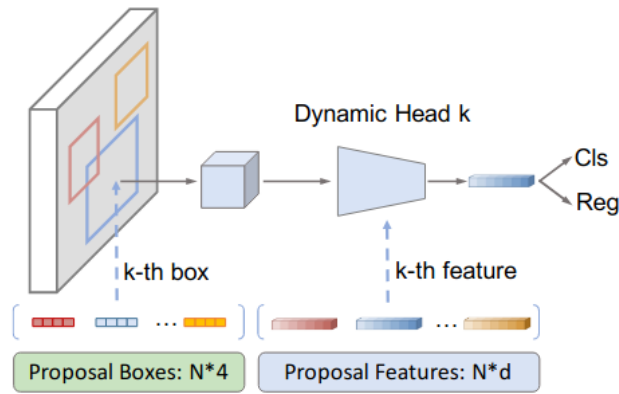 Dynamic Head k
Cls
Reg
k-th box
k-th feature
...
...
Proposal Boxes: N*4
Proposal Features: N*d